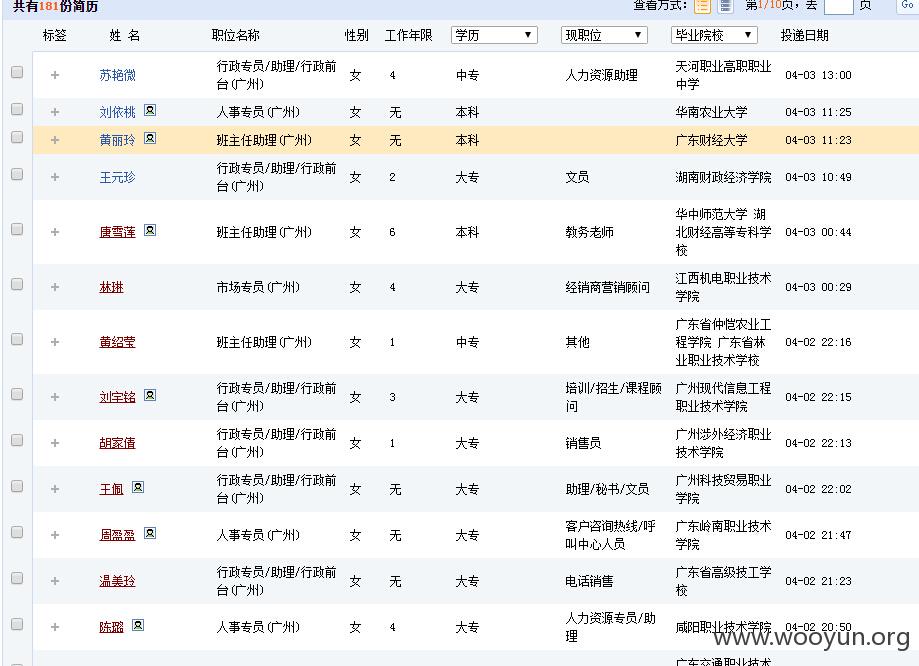 共有181份简历 查看方式: 第1/10页, 去 页 Go
标签 姓 名 职位名称 性别 工作年限 学历 现职位 毕业院校 投递日期
+ 苏艳微 行政专员/助理/行政前台(广州) 女 4 中专 人力资源助理 天河职业高职职业中学 04-03 13:00
+ 刘依桃 人事专员(广州) 女 无 本科 华南农业大学 04-03 11:25
+ 黄丽玲 班主任助理(广州) 女 无 本科 广东财经大学 04-03 11:23
+ 王元珍 行政专员/助理/行政前台(广州) 女 2 大专 文员 湖南财政经济学院 04-03 10:49
+ 唐雪莲 班主任助理(广州) 女 6 本科 教务老师 华中师范大学 湖北财经高等专科学校 04-03 00:44
+ 林琳 市场专员(广州) 女 4 大专 经销商营销顾问 江西机电职业技术学院 04-03 00:29
+ 黄绍莹 班主任助理(广州) 女 1 中专 其他 广东省仲恺农业工程学院 广东省林业职业技术学校 04-02 22:16
+ 刘宇铭 行政专员/助理/行政前台(广州) 女 3 大专 培训/招生/课程顾问 广州现代信息工程职业技术学院 04-02 22:15
+ 胡家倩 行政专员/助理/行政前台(广州) 女 1 大专 销售员 广州涉外经济职业技术学院 04-02 22:13
+ 王佩 行政专员/助理/行政前台(广州) 女 无 大专 助理/秘书/文员 广州科技贸易职业学院 04-02 22:02
+ 周盈盈 人事专员(广州) 女 无 大专 客户咨询热线/呼叫中心人员 广东岭南职业技术学院 04-02 21:47
+ 温美玲 行政专员/助理/行政前台(广州) 女 无 大专 电话销售 广东省高级技工学校 04-02 21:23
+ 陈璐 人事专员(广州) 女 4 大专 人力资源专员/助理 咸阳职业技术学院 04-02 20:50
www.wooyun.org
广东交通职业技术